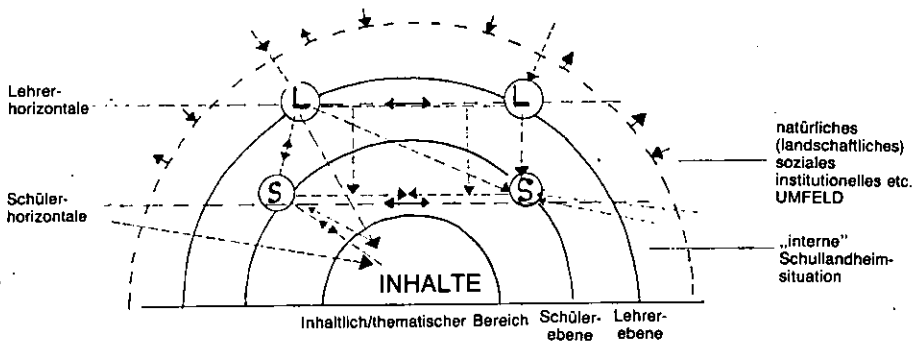 Lehrer-
horizontale
L
L
natürliches
(landschaftliches)
soziales
institutionelles etc.
UMFELD
Schüler-
horizontale
S
S
„interne”
Schullandheim-
situation
INHALTE
Inhaltlich/thematischer Bereich
Schüler-
ebene
Lehrer-
ebene